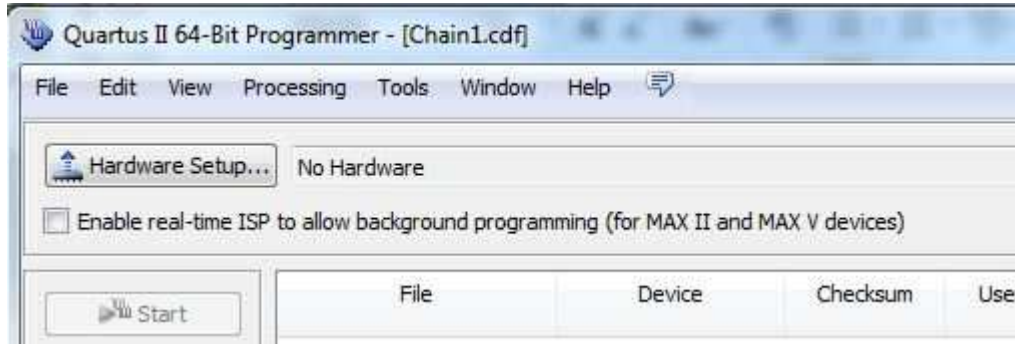 Quartus II 64-Bit Programmer - [Chain1.cdf]
File Edit View Processing Tools Window Help
Hardware Setup... No Hardware
Enable real-time ISP to allow background programming (for MAX II and MAX V devices)
Start File Device Checksum Use